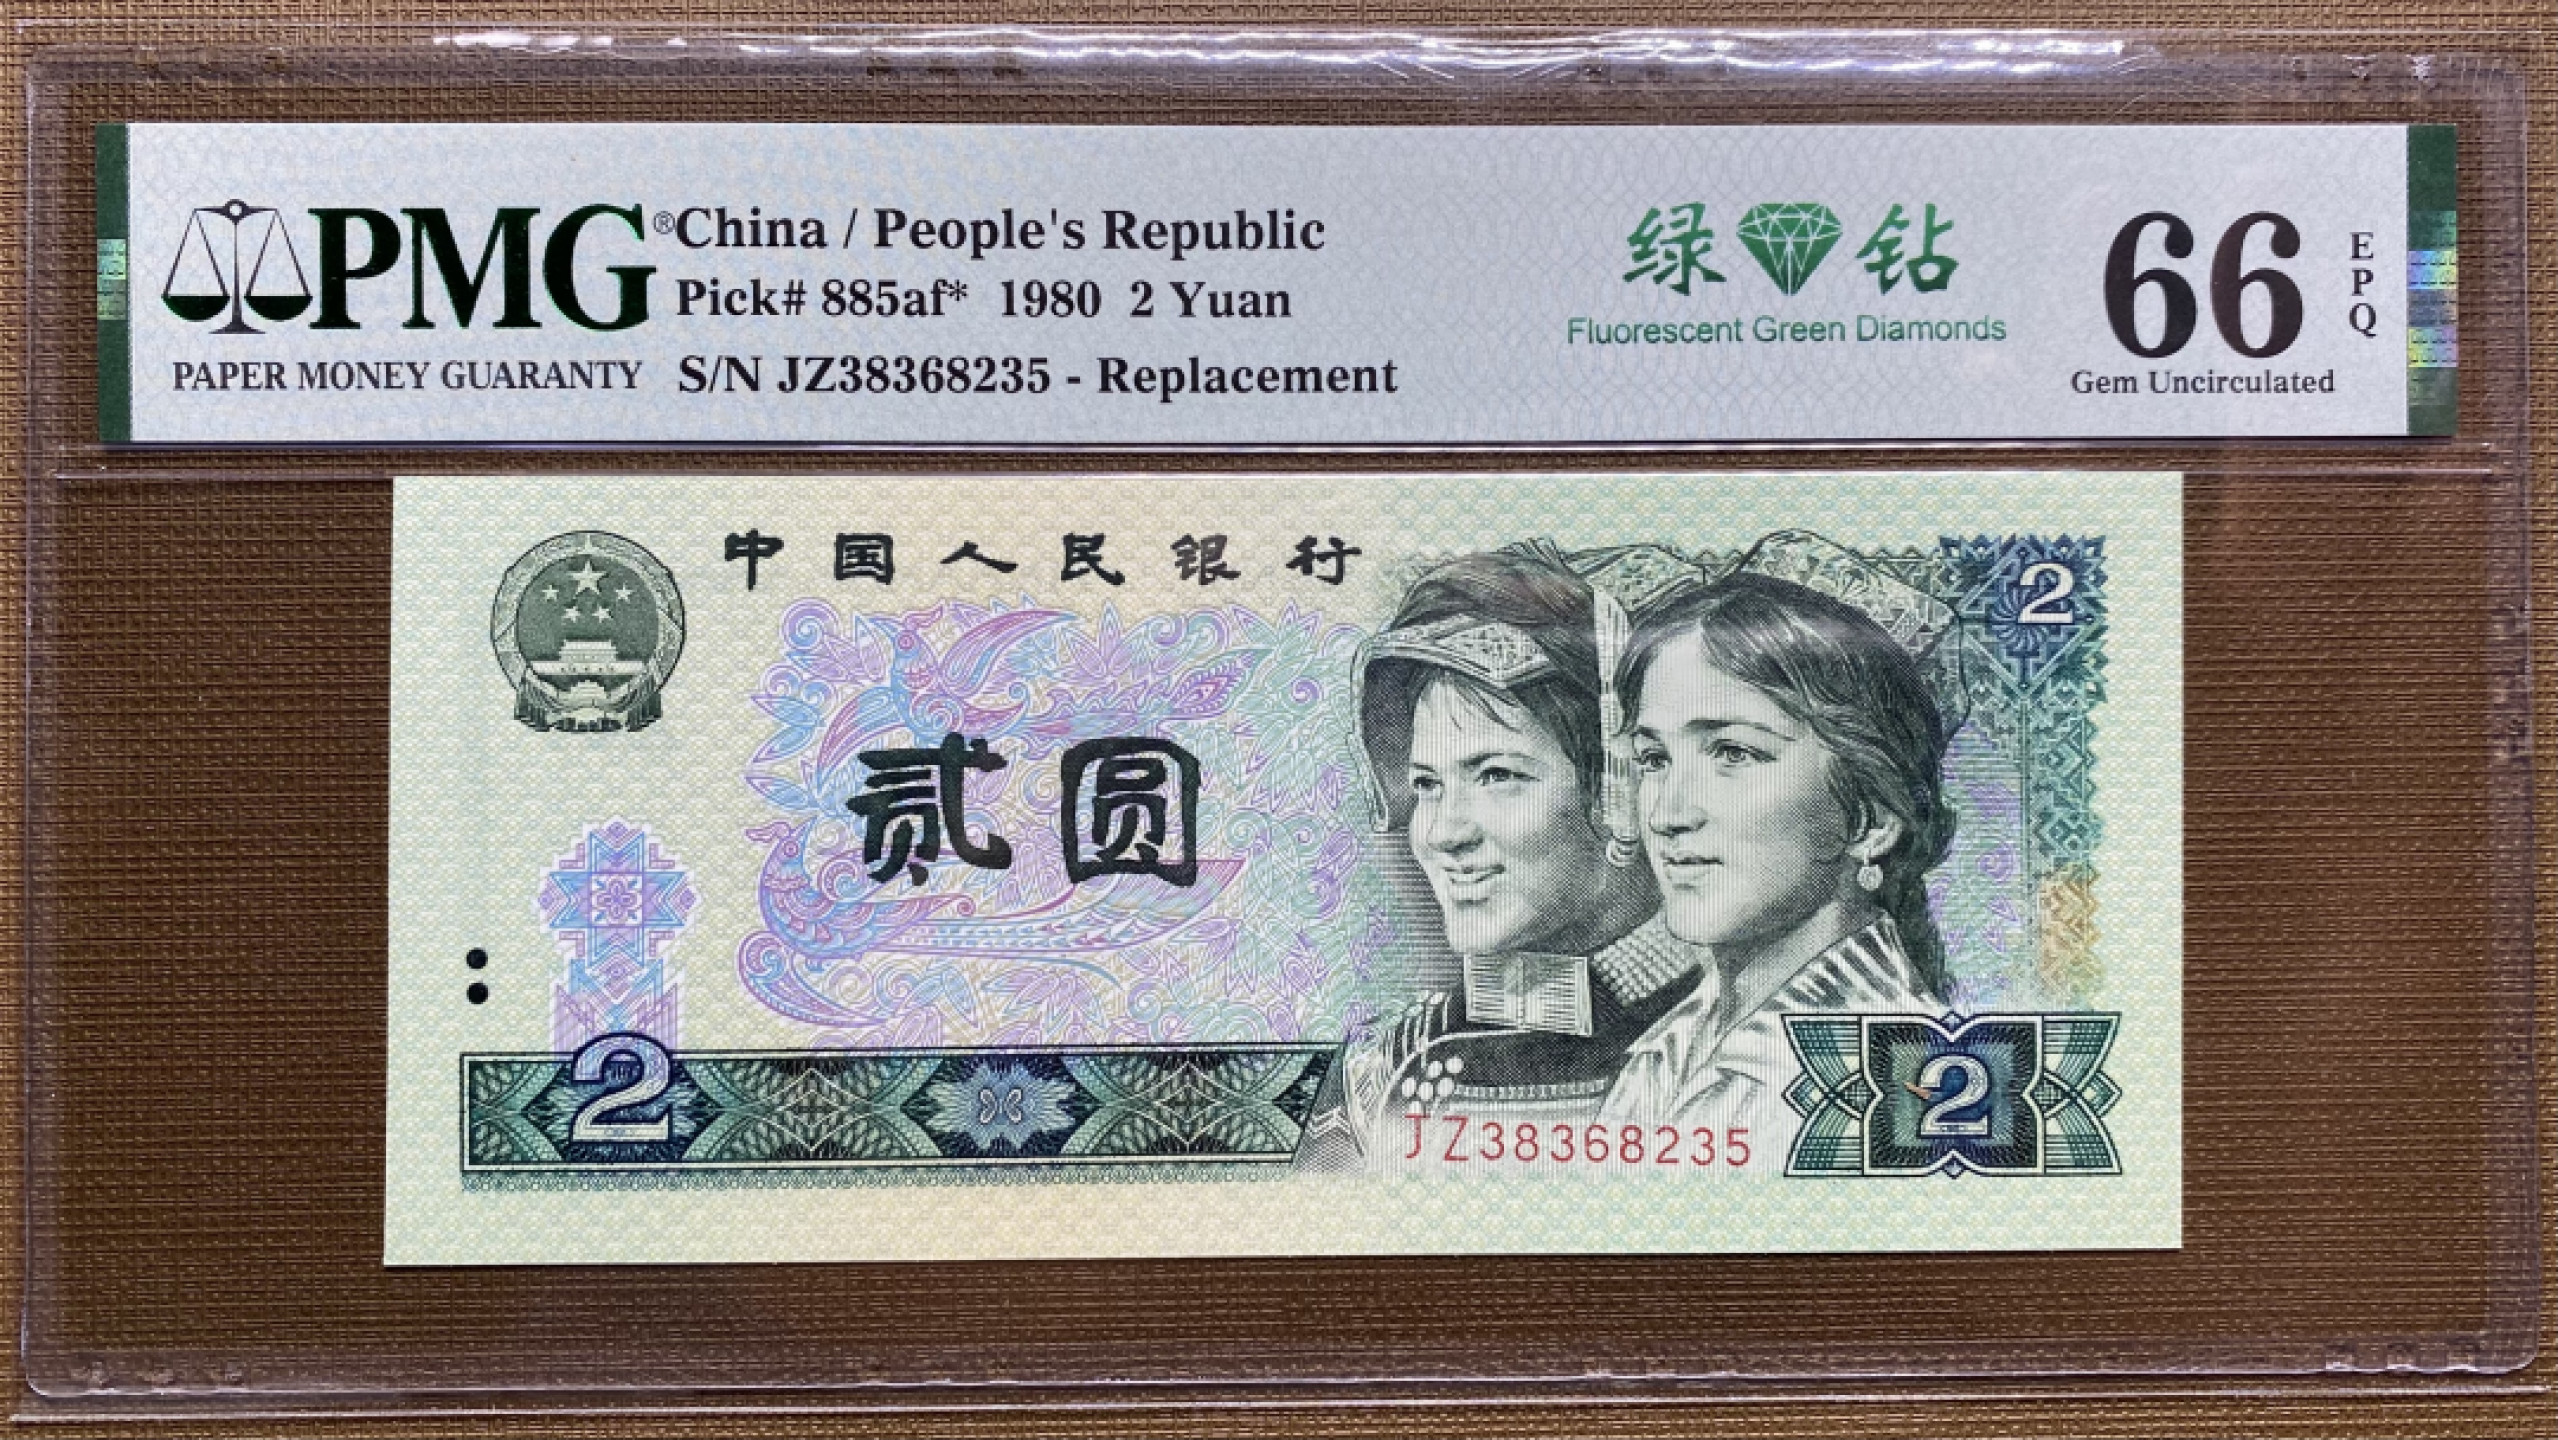 PMG®
PAPER MONEY GUARANTY
China / People's Republic
Pick# 885af* 1980 2 Yuan
S/N JZ38368235 - Replacement
绿钻
Fluorescent Green Diamonds
66
EPQ
Gem Uncirculated
中国人民银行
2
贰圆
2
2
JZ38368235